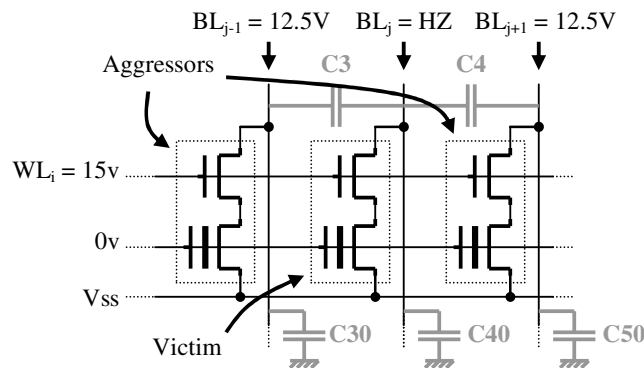 BLj-1 = 12.5V BLj = HZ BLj+1 = 12.5V
Aggressors C3 C4
WLi = 15v
0v
Vss
Victim C30 C40 C50